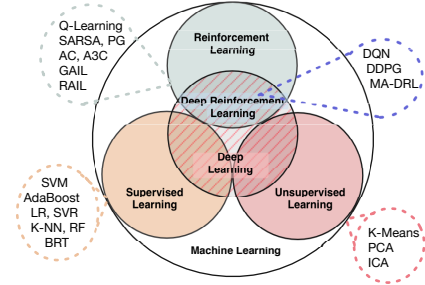 Q-Learning
SARSA, PG
AC, A3C
GAIL
RAIL
Reinforcement
Learning
DQN
DDPG
MA-DRL
Deep Reinforcement
Learning
Deep
Learning
SVM
AdaBoost
LR, SVR
K-NN, RF
BRT
Supervised
Learning
Unsupervised
Learning
K-Means
PCA
ICA
Machine Learning